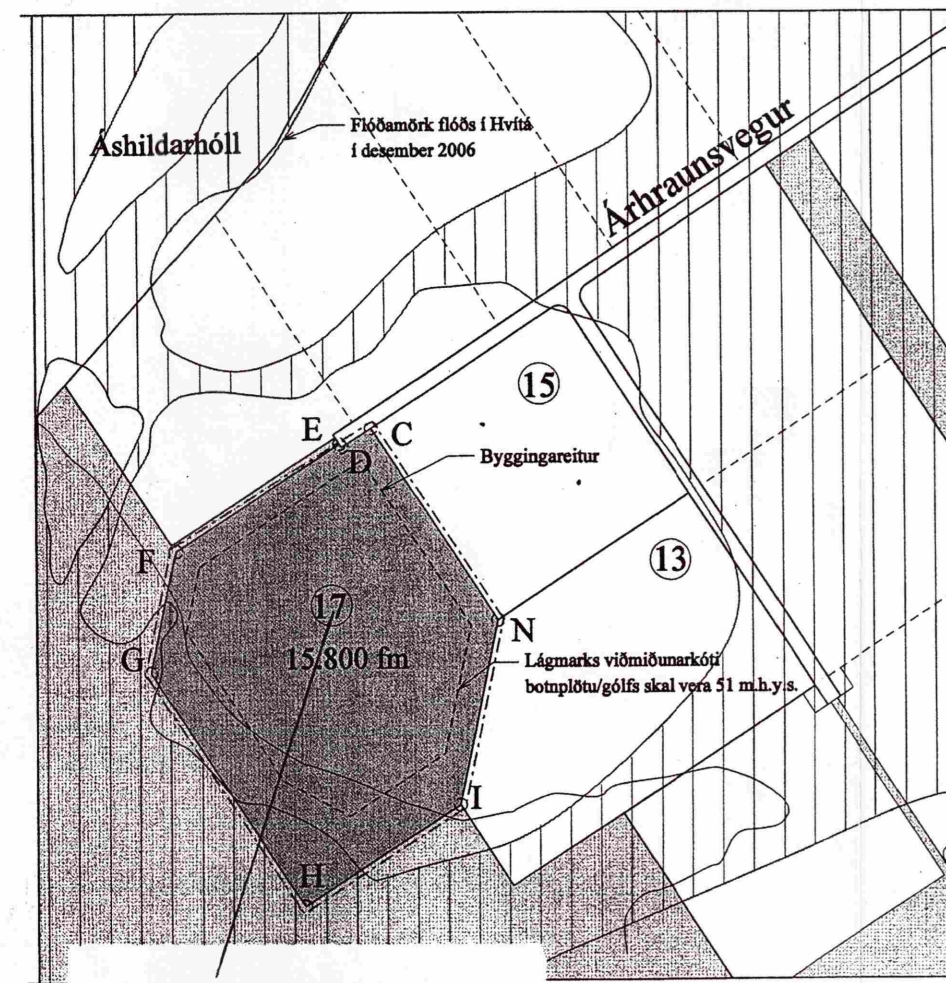 Áshildarhóll
Flóðamörk flóðs í Hvítá
í desember 2006
Árhraunsvegur
15
E
C
D
Byggingareitur
F
13
17
N
15.800 fm
G
Lágmarks viðmiðunarkóti
botnplötu/gólfs skal vera 51 m.h.y.s.
I
H